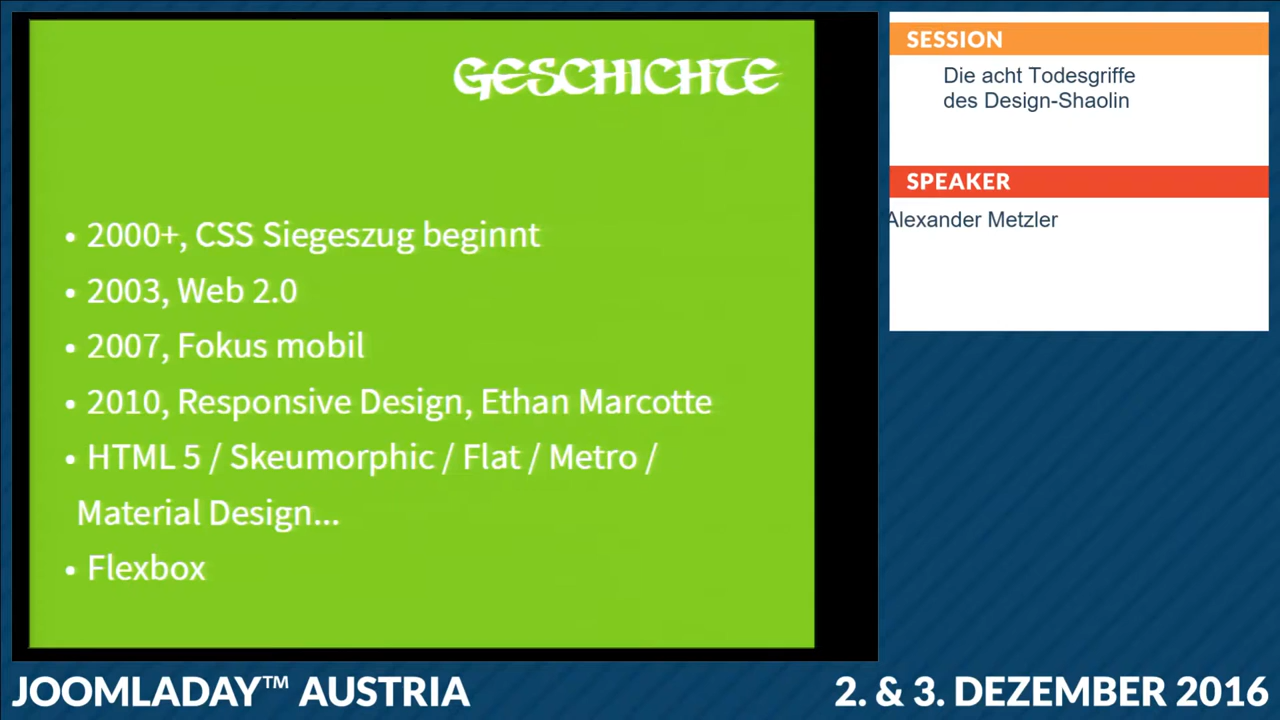 GESCHICHTE
• 2000+, CSS Siegeszug beginnt
• 2003, Web 2.0
• 2007, Fokus mobil
• 2010, Responsive Design, Ethan Marcotte
• HTML 5 / Skeumorphic / Flat / Metro /
Material Design...
• Flexbox
SESSION
Die acht Todesgriffe
des Design-Shaolin
SPEAKER
Alexander Metzler
JOOMLADAY™ AUSTRIA
2. & 3. DEZEMBER 2016